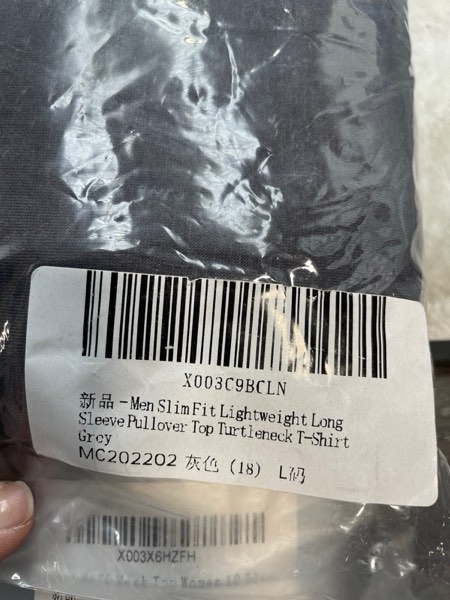 X003C9BCLN
新品 -Men Slim Fit Lightweight Long
Sleeve Pullover Top Turtleneck T-Shirt
Grey
MC202202 灰色 (18) L码
X003X6HZFH